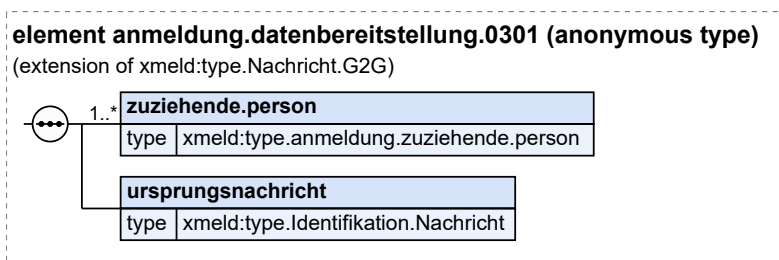 element anmeldung.datenbereitstellung.0301 (anonymous type)
(extension of xmeld:type.Nachricht.G2G)
1..* zuziehende.person
type xmeld:type.anmeldung.zuziehende.person
ursprungsnachricht
type xmeld:type.Identifikation.Nachricht